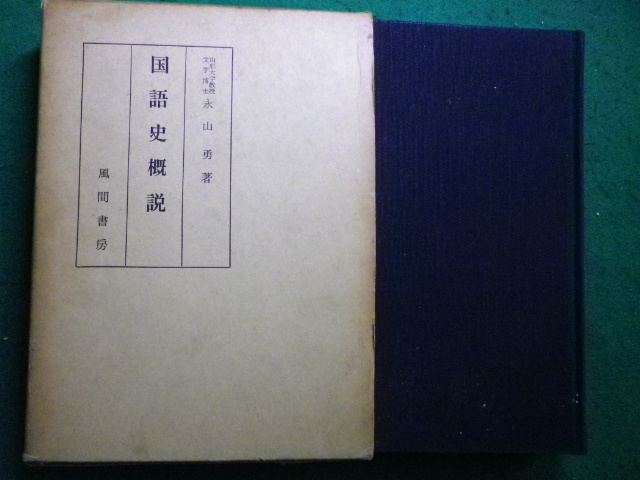 山形大学教授
文学博士
永山勇著
国語史概説
風間書房